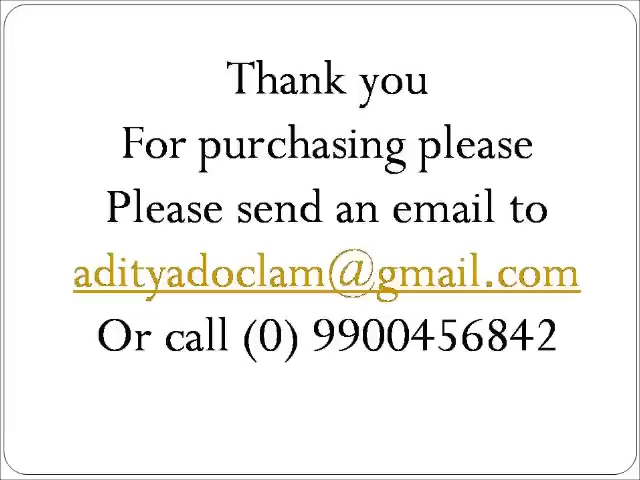 Thank you
For purchasing please
Please send an email to
adityadoclam@gmail.com
Or call (0) 9900456842